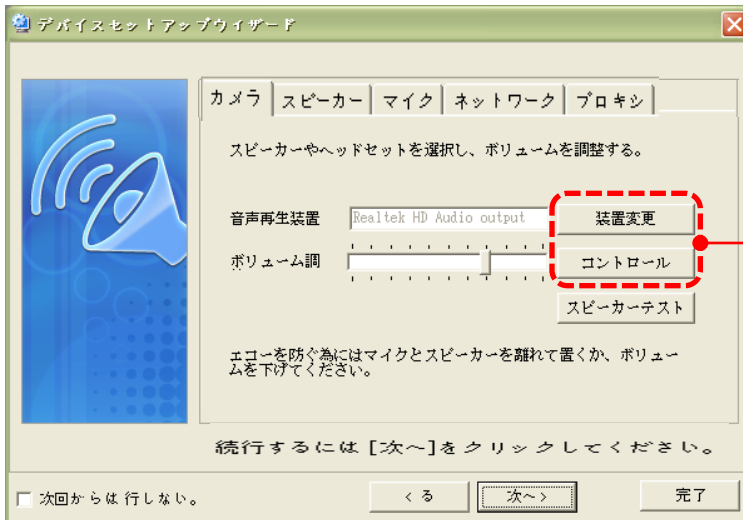 デバイスセットアップウィザード
カメラ スピーカー マイク ネットワーク プロキシ
スピーカーやヘッドセットを選択し、ボリュームを調整する。
音声再生装置 Realtek HD Audio output 装置変更
ボリューム調 コントロール
スピーカーテスト
エコーを防ぐ為にはマイクとスピーカーを離れて置くか、ボリュー
ムを下げてください。
続行するには [次へ]をクリックしてください。
次回からは 行しない。 < る 次へ > 完了